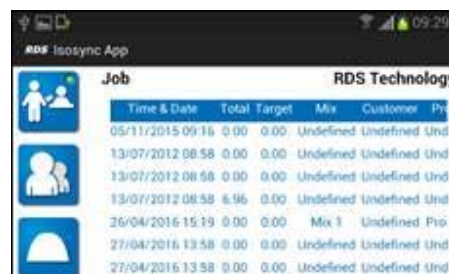 09:29
RDS Isosync App
Job RDS Technology
Time & Date Total Target Mix Customer Pro
05/11/2015 09:16 0.00 0.00 Undefined Undefined Und
13/07/2012 08:58 0.00 0.00 Undefined Undefined Und
13/07/2012 08:58 0.00 0.00 Undefined Undefined Und
13/07/2012 08:58 6.96 0.00 Undefined Undefined Und
26/04/2016 15:19 0.00 0.00 Mix 1 Undefined Pro
27/04/2016 13:58 0.00 0.00 Undefined Undefined Und
27/04/2016 13:58 0.00 0.00 Undefined Undefined Und